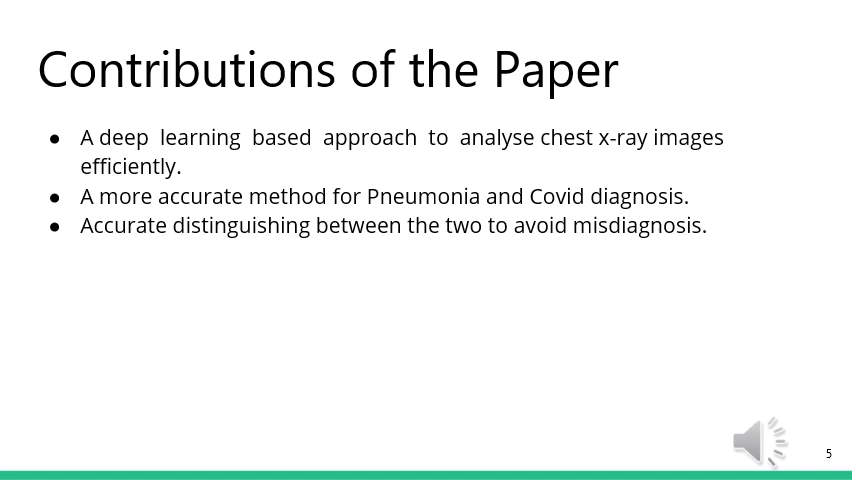 Contributions of the Paper
● A deep learning based approach to analyse chest x-ray images
efficiently.
● A more accurate method for Pneumonia and Covid diagnosis.
● Accurate distinguishing between the two to avoid misdiagnosis.
5